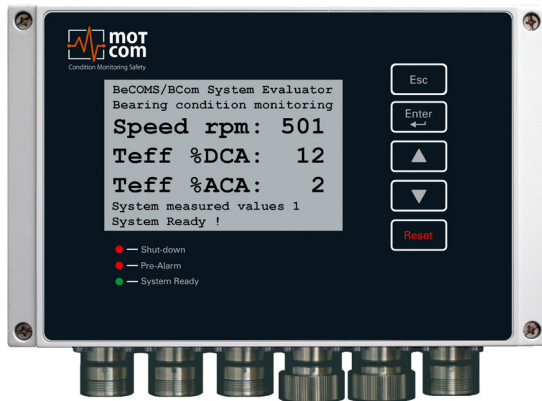 MOT
COM
Condition Monitoring Safety
BeCOMS/BCom System Evaluator
Bearing condition monitoring
Speed rpm: 501
Teff %DCA: 12
Teff %ACA: 2
System measured values 1
System Ready !
Shut-down
Pre-Alarm
System Ready
Esc
Enter
Reset